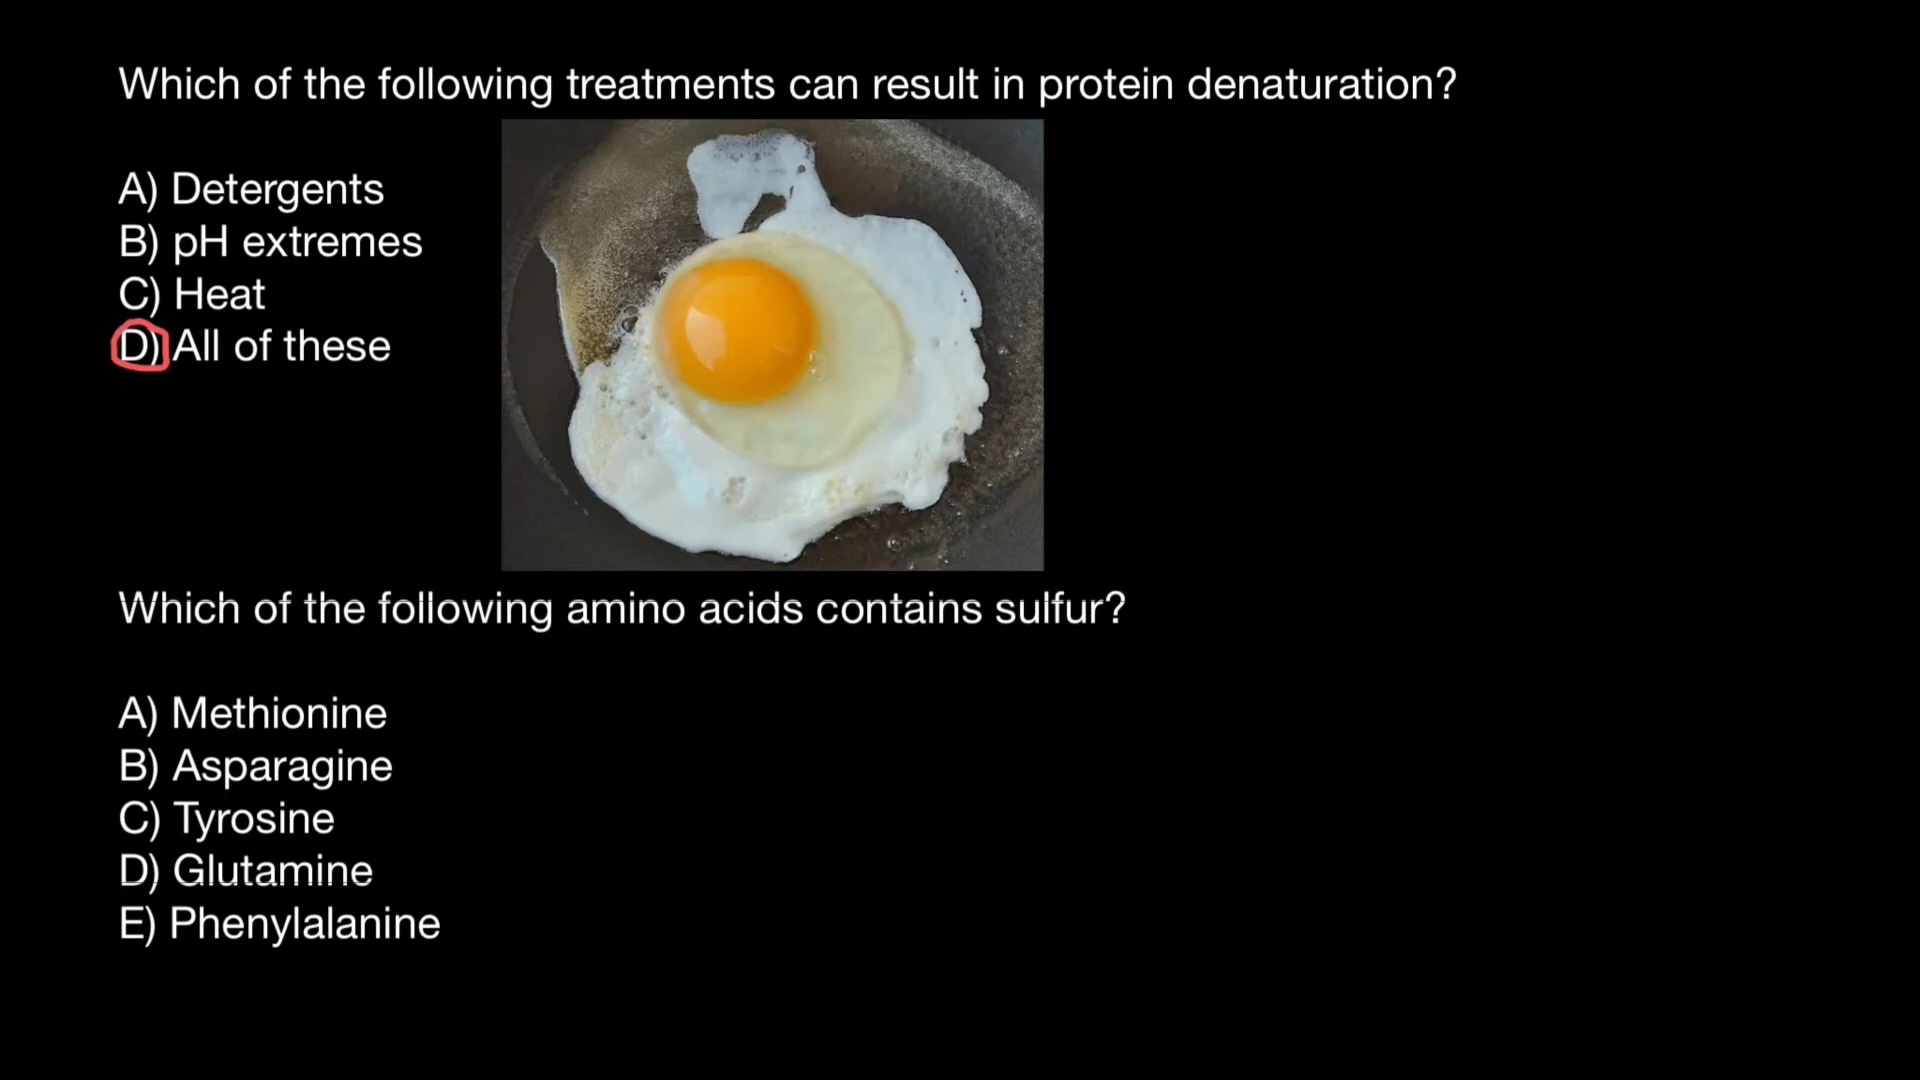 Which of the following treatments can result in protein denaturation?
A) Detergents
B) pH extremes
C) Heat
D) All of these
Which of the following amino acids contains sulfur?
A) Methionine
B) Asparagine
C) Tyrosine
D) Glutamine
E) Phenylalanine